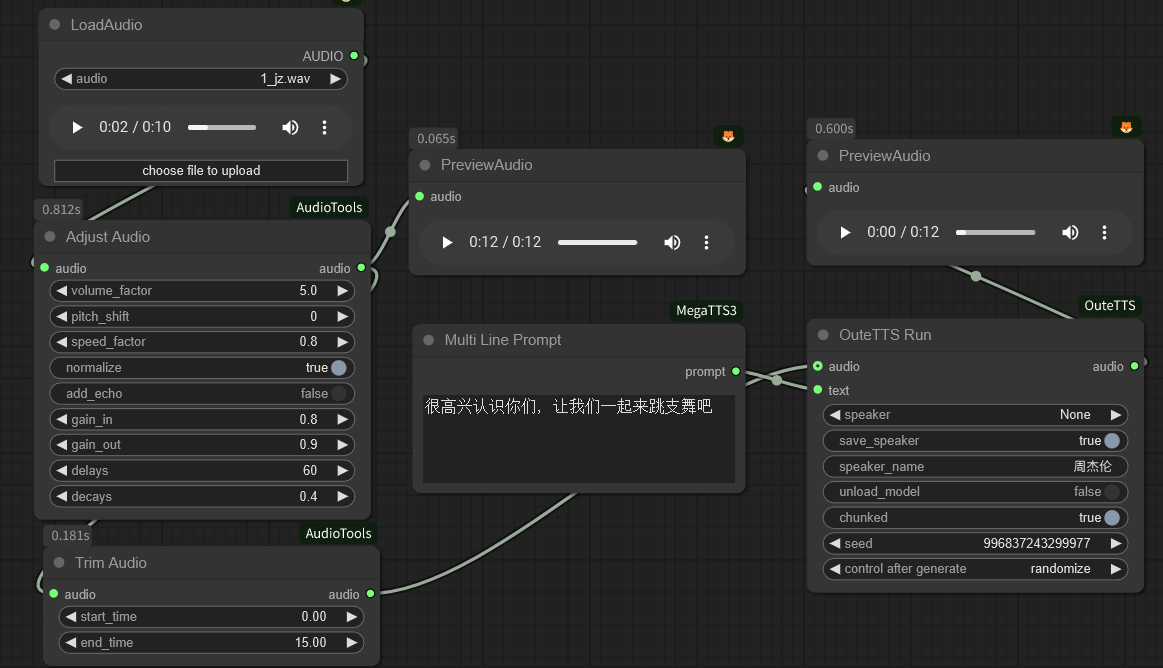 LoadAudio
AUDIO
audio 1_jz.wav
0:02 / 0:10
choose file to upload
0.812s
AudioTools
Adjust Audio
audio audio
volume_factor 5.0
pitch_shift 0
speed_factor 0.8
normalize true
add_echo false
gain_in 0.8
gain_out 0.9
delays 60
decays 0.4
0.181s
AudioTools
Trim Audio
audio audio
start_time 0.00
end_time 15.00
0.065s
PreviewAudio
audio
0:12 / 0:12
MegaTTS3
Multi Line Prompt
prompt
很高兴认识你们，让我们一起来跳支舞吧
0.600s
PreviewAudio
audio
0:00 / 0:12
OuteTTS
OuteTTS Run
audio audio
text
speaker None
save_speaker true
speaker_name 周杰伦
unload_model false
chunked true
seed 996837243299977
control after generate randomize